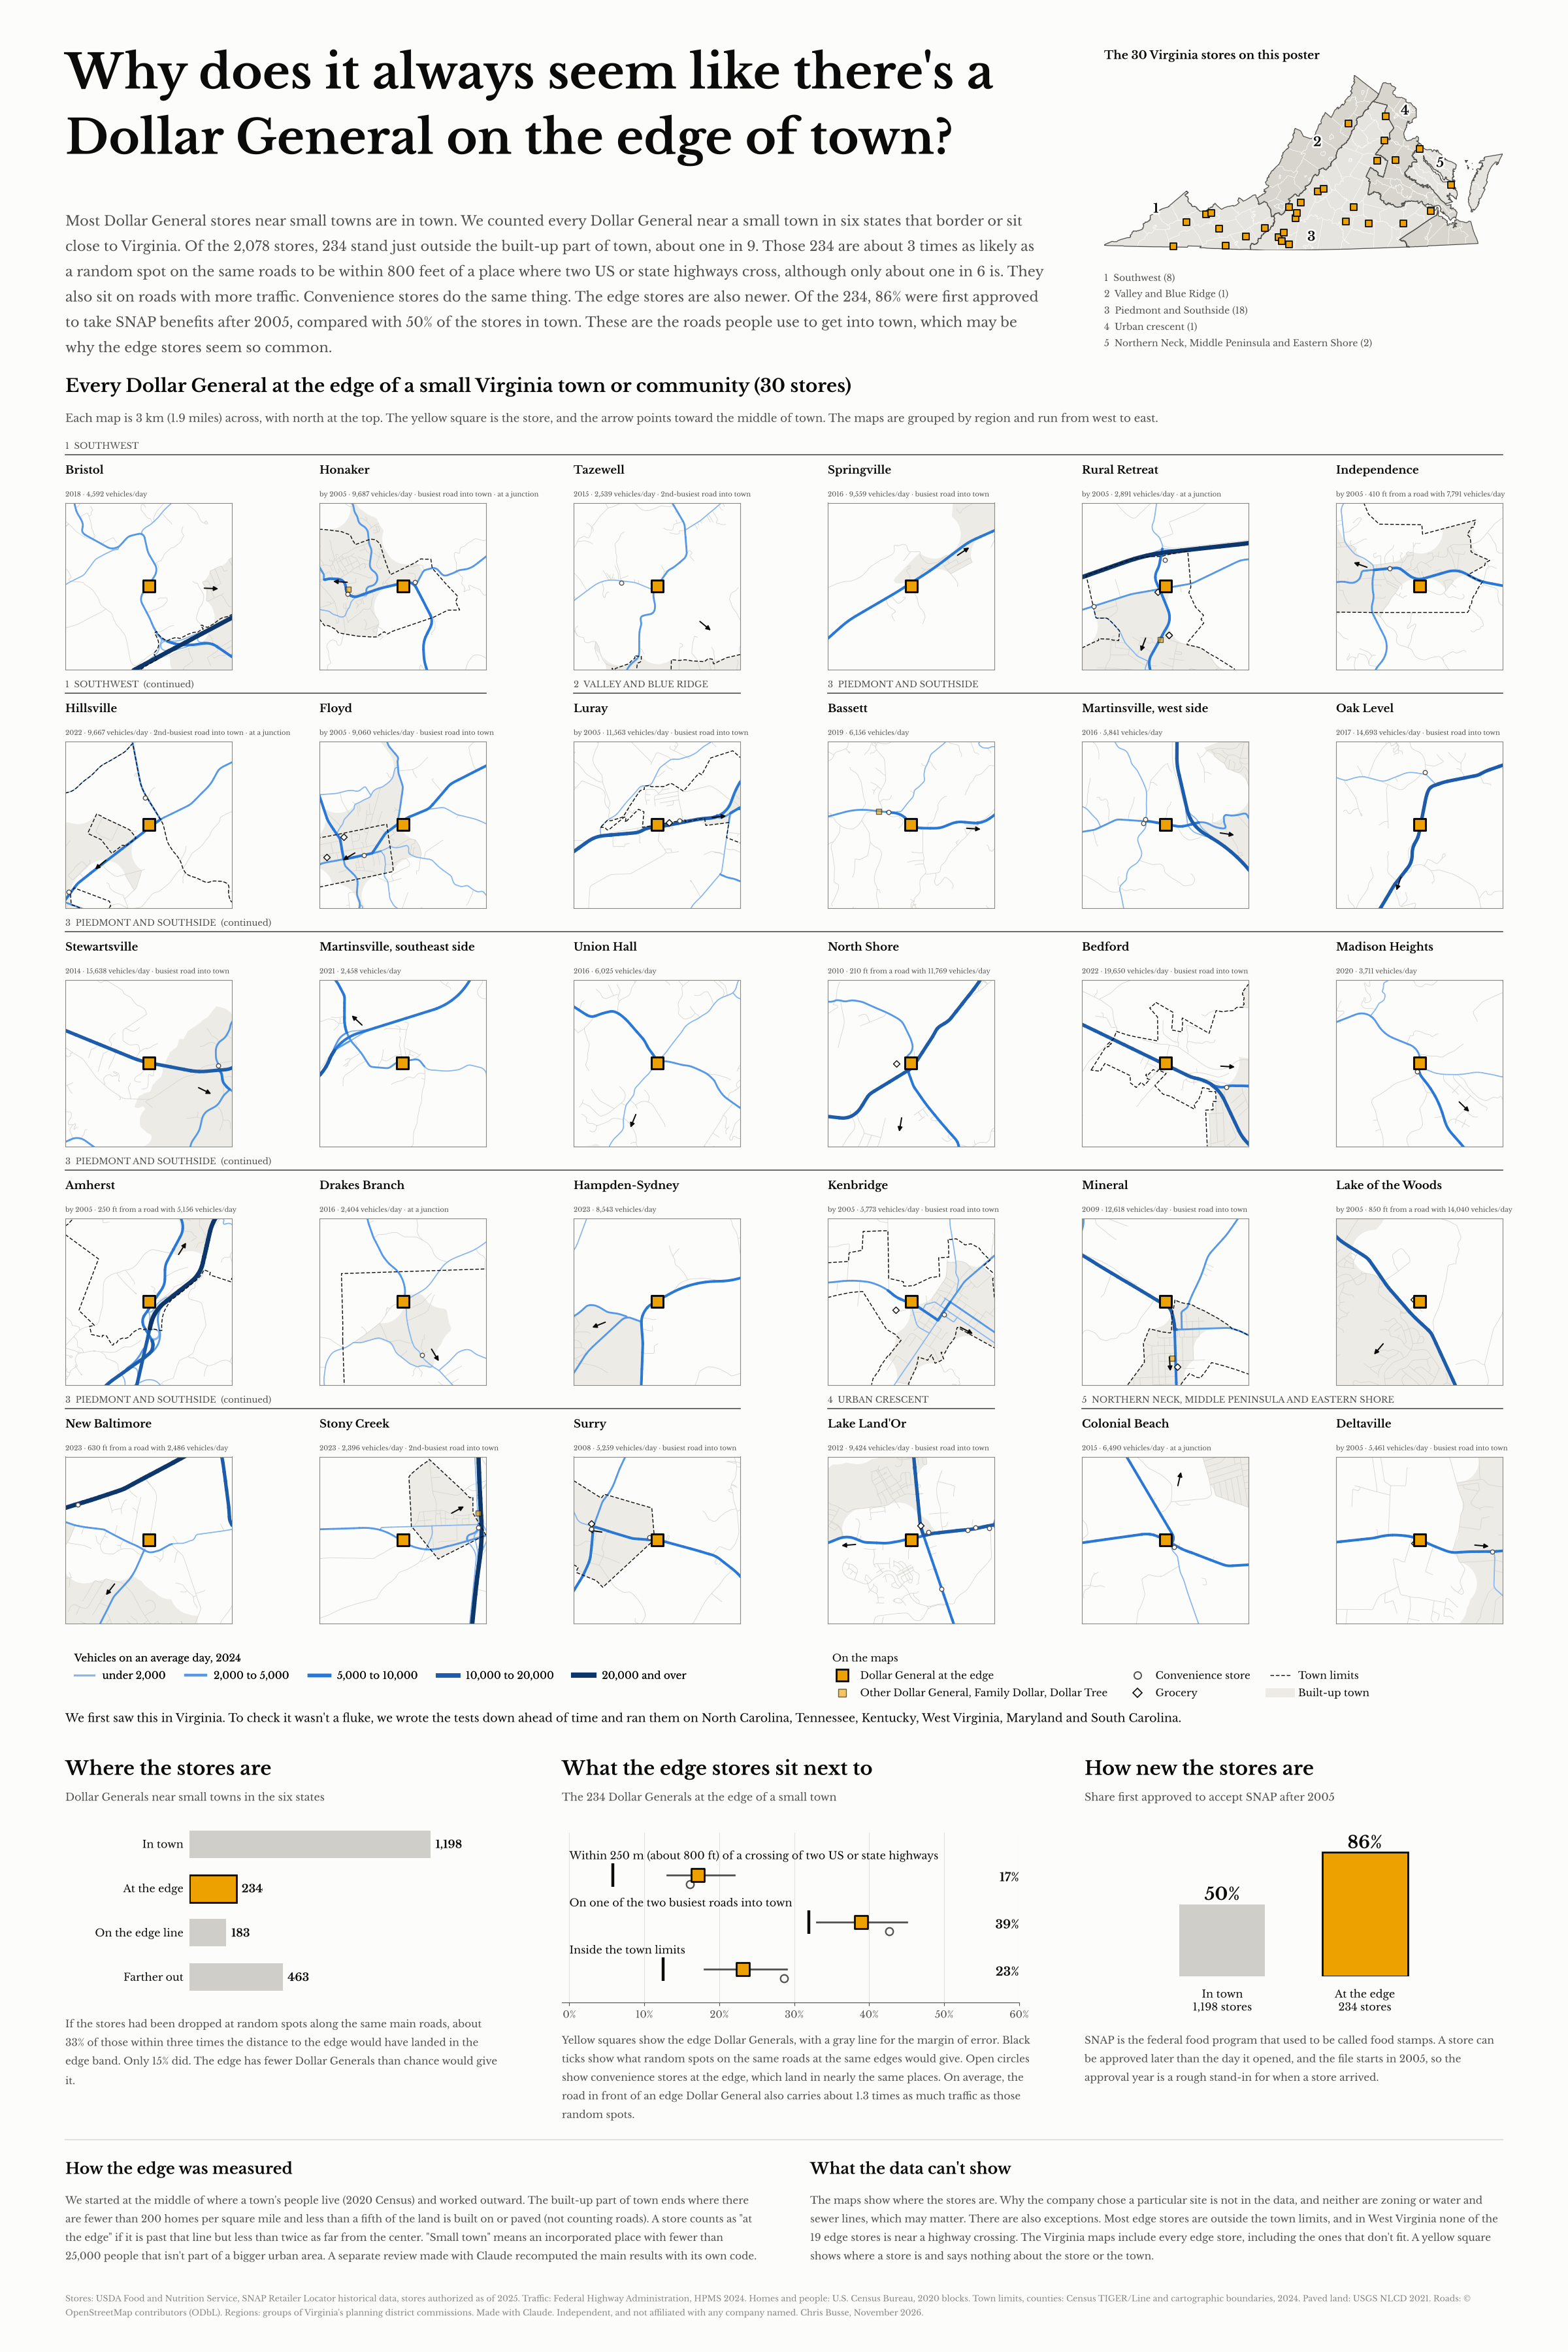 Why does it always seem like there's a
Dollar General on the edge of town?
Most Dollar General stores near small towns are in town. We counted every Dollar General near a small town in six states that border or sit
close to Virginia. Of the 2,078 stores, 234 stand just outside the built-up part of town, about one in 9. Those 234 are about 3 times as likely as
a random spot on the same roads to be within 800 feet of a place where two US or state highways cross, although only about one in 6 is. They
also sit on roads with more traffic. Convenience stores do the same thing. The edge stores are also newer. Of the 234, 86% were first approved
to take SNAP benefits after 2005, compared with 50% of the stores in town. These are the roads people use to get into town, which may be
why the edge stores seem so common.
The 30 Virginia stores on this poster
1
2
3
4
5
1 Southwest (8)
2 Valley and Blue Ridge (1)
3 Piedmont and Southside (18)
4 Urban crescent (1)
5 Northern Neck, Middle Peninsula and Eastern Shore (2)
Every Dollar General at the edge of a small Virginia town or community (30 stores)
Each map is 3 km (1.9 miles) across, with north at the top. The yellow square is the store, and the arrow points toward the middle of town. The maps are grouped by region and run from west to east.
1 SOUTHWEST
Bristol
2018 · 4,592 vehicles/day
Honaker
by 2005 · 9,687 vehicles/day · busiest road into town · at a junction
Tazewell
2015 · 2,539 vehicles/day · 2nd-busiest road into town
Springville
2016 · 9,559 vehicles/day · busiest road into town
Rural Retreat
by 2005 · 2,891 vehicles/day · at a junction
Independence
by 2005 · 410 ft from a road with 7,791 vehicles/day
1 SOUTHWEST (continued)
2 VALLEY AND BLUE RIDGE
3 PIEDMONT AND SOUTHSIDE
Hillsville
2022 · 9,667 vehicles/day · 2nd-busiest road into town · at a junction
Floyd
by 2005 · 9,060 vehicles/day · busiest road into town
Luray
by 2005 · 11,563 vehicles/day · busiest road into town
Bassett
2019 · 6,156 vehicles/day
Martinsville, west side
2016 · 5,841 vehicles/day
Oak Level
2017 · 14,693 vehicles/day · busiest road into town
3 PIEDMONT AND SOUTHSIDE (continued)
Stewartsville
2014 · 15,638 vehicles/day · busiest road into town
Martinsville, southeast side
2021 · 2,458 vehicles/day
Union Hall
2016 · 6,025 vehicles/day
North Shore
2010 · 210 ft from a road with 11,769 vehicles/day
Bedford
2022 · 19,650 vehicles/day · busiest road into town
Madison Heights
2020 · 3,711 vehicles/day
3 PIEDMONT AND SOUTHSIDE (continued)
Amherst
by 2005 · 250 ft from a road with 5,156 vehicles/day
Drakes Branch
2016 · 2,404 vehicles/day · at a junction
Hampden-Sydney
2023 · 8,543 vehicles/day
Kenbridge
by 2005 · 5,773 vehicles/day · busiest road into town
Mineral
2009 · 12,618 vehicles/day · busiest road into town
Lake of the Woods
by 2005 · 850 ft from a road with 14,040 vehicles/day
3 PIEDMONT AND SOUTHSIDE (continued)
4 URBAN CRESCENT
5 NORTHERN NECK, MIDDLE PENINSULA AND EASTERN SHORE
New Baltimore
2023 · 630 ft from a road with 2,486 vehicles/day
Stony Creek
2023 · 2,396 vehicles/day · 2nd-busiest road into town
Surry
2008 · 5,259 vehicles/day · busiest road into town
Lake Land'Or
2012 · 9,424 vehicles/day · busiest road into town
Colonial Beach
2015 · 6,490 vehicles/day · at a junction
Deltaville
by 2005 · 5,461 vehicles/day · busiest road into town
Vehicles on an average day, 2024
under 2,000
2,000 to 5,000
5,000 to 10,000
10,000 to 20,000
20,000 and over
On the maps
Dollar General at the edge
Convenience store
Town limits
Other Dollar General, Family Dollar, Dollar Tree
Grocery
Built-up town
We first saw this in Virginia. To check it wasn't a fluke, we wrote the tests down ahead of time and ran them on North Carolina, Tennessee, Kentucky, West Virginia, Maryland and South Carolina.
Where the stores are
Dollar Generals near small towns in the six states
In town
1,198
At the edge
234
On the edge line
183
Farther out
463
If the stores had been dropped at random spots along the same main roads, about
33% of those within three times the distance to the edge would have landed in the
edge band. Only 15% did. The edge has fewer Dollar Generals than chance would give
it.
What the edge stores sit next to
The 234 Dollar Generals at the edge of a small town
Within 250 m (about 800 ft) of a crossing of two US or state highways
17%
On one of the two busiest roads into town
39%
Inside the town limits
23%
0%
10%
20%
30%
40%
50%
60%
Yellow squares show the edge Dollar Generals, with a gray line for the margin of error. Black
ticks show what random spots on the same roads at the same edges would give. Open circles
show convenience stores at the edge, which land in nearly the same places. On average, the
road in front of an edge Dollar General also carries about 1.3 times as much traffic as those
random spots.
How new the stores are
Share first approved to accept SNAP after 2005
50%
86%
In town
1,198 stores
At the edge
234 stores
SNAP is the federal food program that used to be called food stamps. A store can
be approved later than the day it opened, and the file starts in 2005, so the
approval year is a rough stand-in for when a store arrived.
How the edge was measured
We started at the middle of where a town's people live (2020 Census) and worked outward. The built-up part of town ends where there
are fewer than 200 homes per square mile and less than a fifth of the land is built on or paved (not counting roads). A store counts as "at
the edge" if it is past that line but less than twice as far from the center. "Small town" means an incorporated place with fewer than
25,000 people that isn't part of a bigger urban area. A separate review made with Claude recomputed the main results with its own code.
What the data can't show
The maps show where the stores are. Why the company chose a particular site is not in the data, and neither are zoning or water and
sewer lines, which may matter. There are also exceptions. Most edge stores are outside the town limits, and in West Virginia none of the
19 edge stores is near a highway crossing. The Virginia maps include every edge store, including the ones that don't fit. A yellow square
shows where a store is and says nothing about the store or the town.
Stores: USDA Food and Nutrition Service, SNAP Retailer Locator historical data, stores authorized as of 2025. Traffic: Federal Highway Administration, HPMS 2024. Homes and people: U.S. Census Bureau, 2020 blocks. Town limits, counties: Census TIGER/Line and cartographic boundaries, 2024. Paved land: USGS NLCD 2021. Roads: ©
OpenStreetMap contributors (ODbL). Regions: groups of Virginia's planning district commissions. Made with Claude. Independent, and not affiliated with any company named. Chris Busse, November 2026.